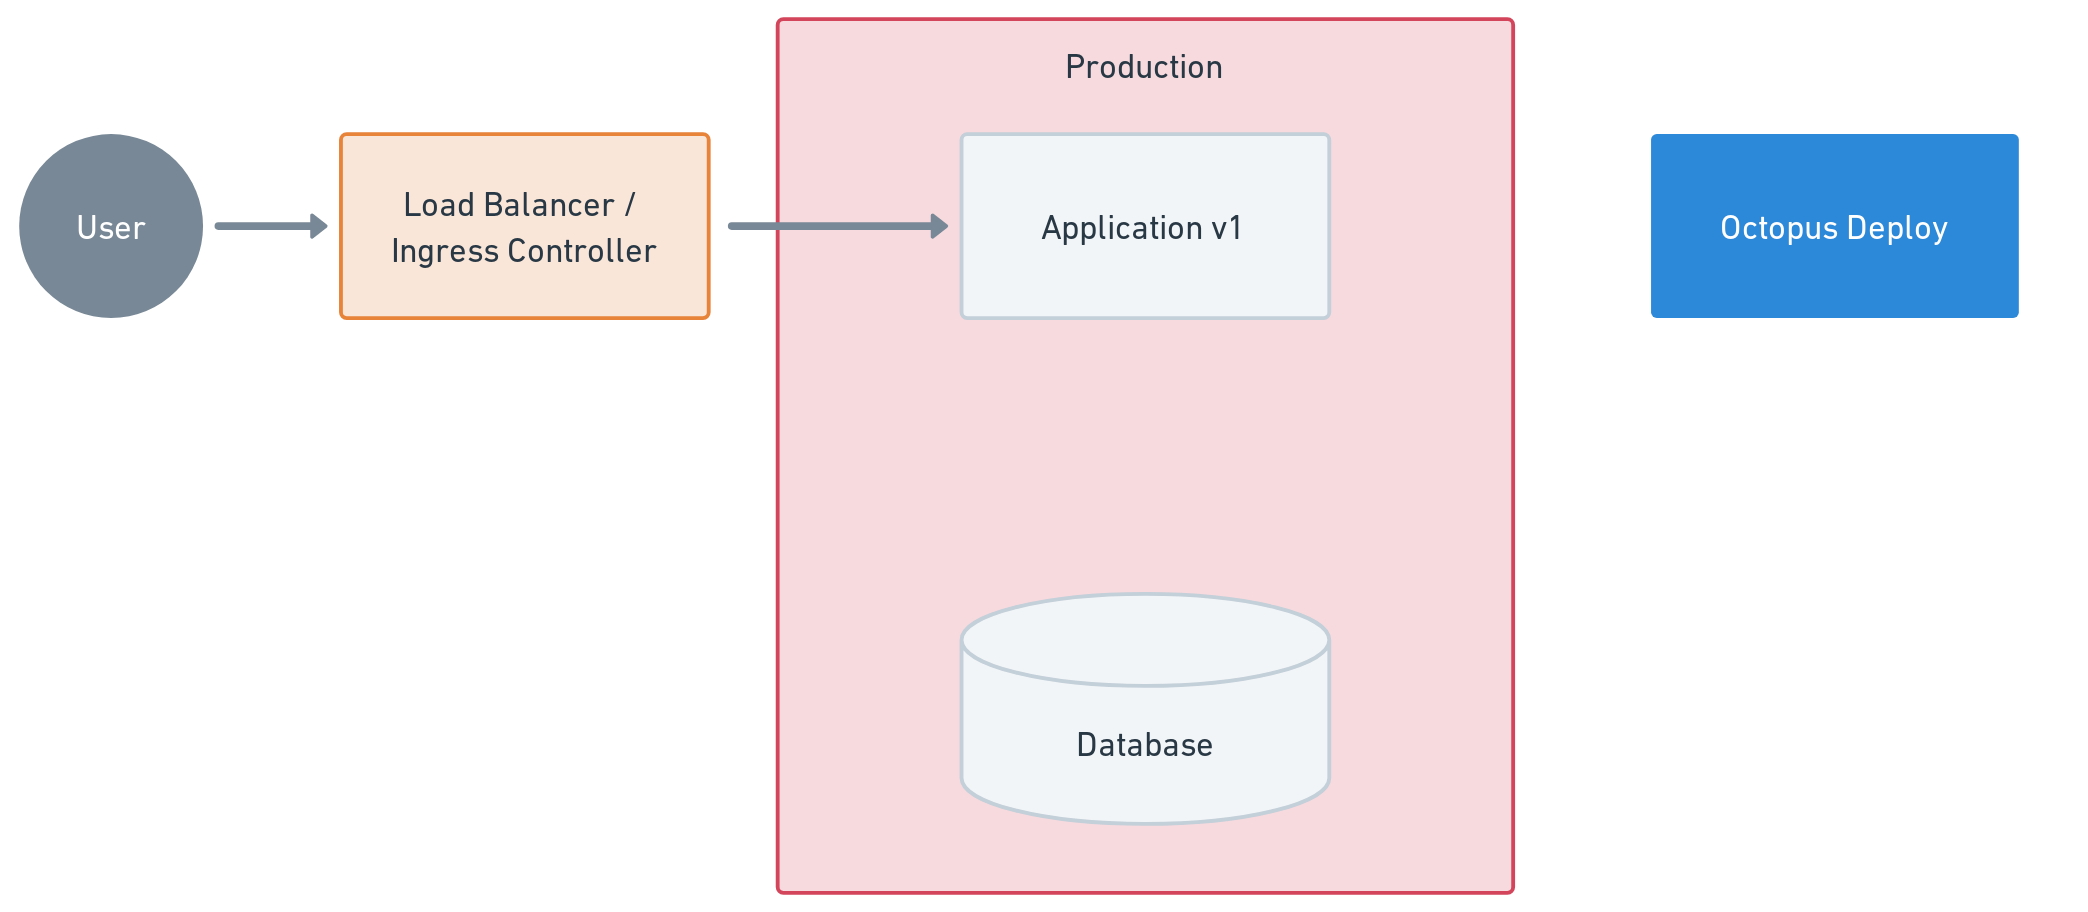 Production
User
Load Balancer /
Ingress Controller
Application v1
Octopus Deploy
Database